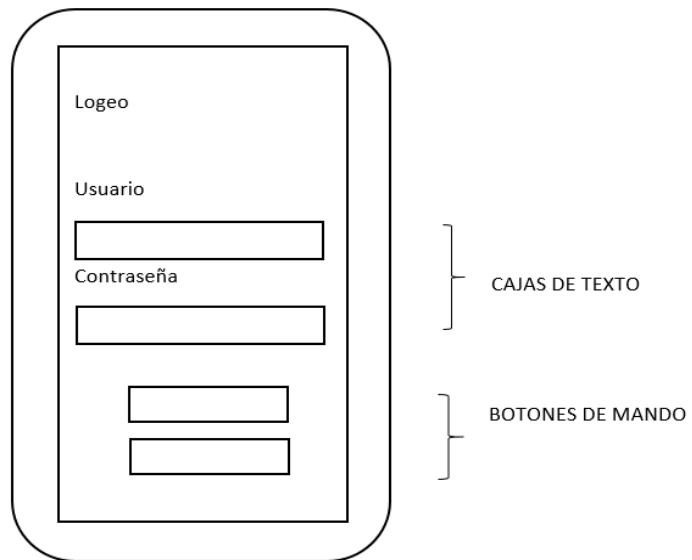 Logeo
Usuario
Contraseña
CAJAS DE TEXTO
BOTONES DE MANDO